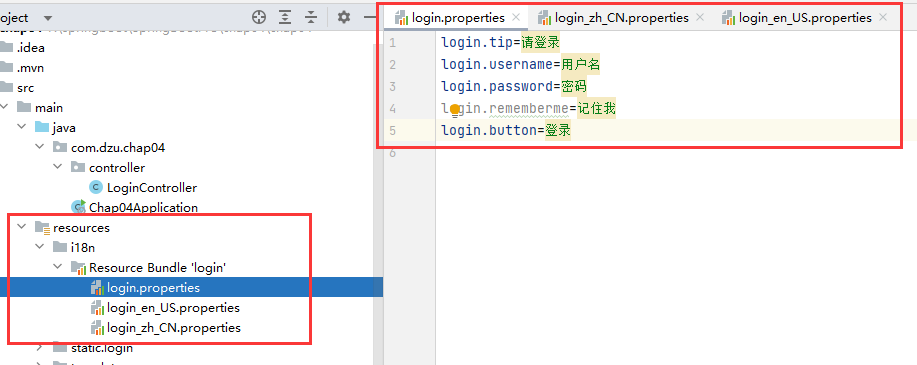 oject
login.properties
login_zh_CN.properties
login_en_US.properties
.idea
.mvn
src
main
java
com.dzu.chap04
controller
LoginController
Chap04Application
resources
i18n
Resource Bundle 'login'
login.properties
login_en_US.properties
login_zh_CN.properties
static.login
1 login.tip=请登录
2 login.username=用户名
3 login.password=密码
4 login.rememberme=记住我
5 login.button=登录
6